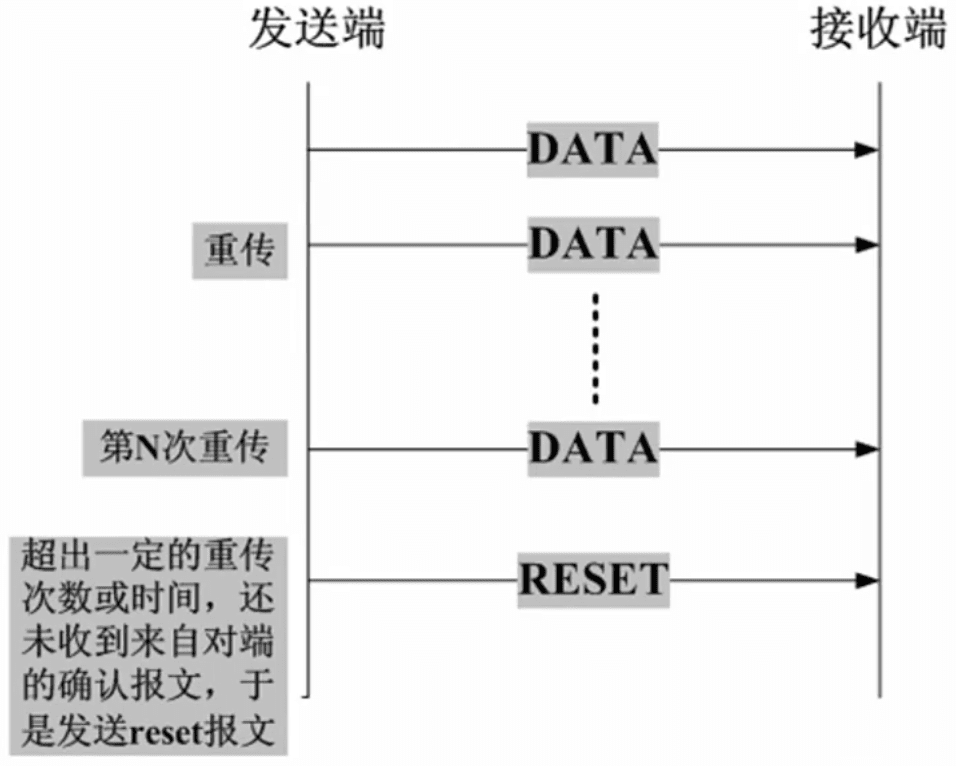 发送端
接收端
DATA
重传
DATA
第N次重传
DATA
超出一定的重传
次数或时间，还
未收到来自对端
的确认报文，于
是发送reset报文
RESET